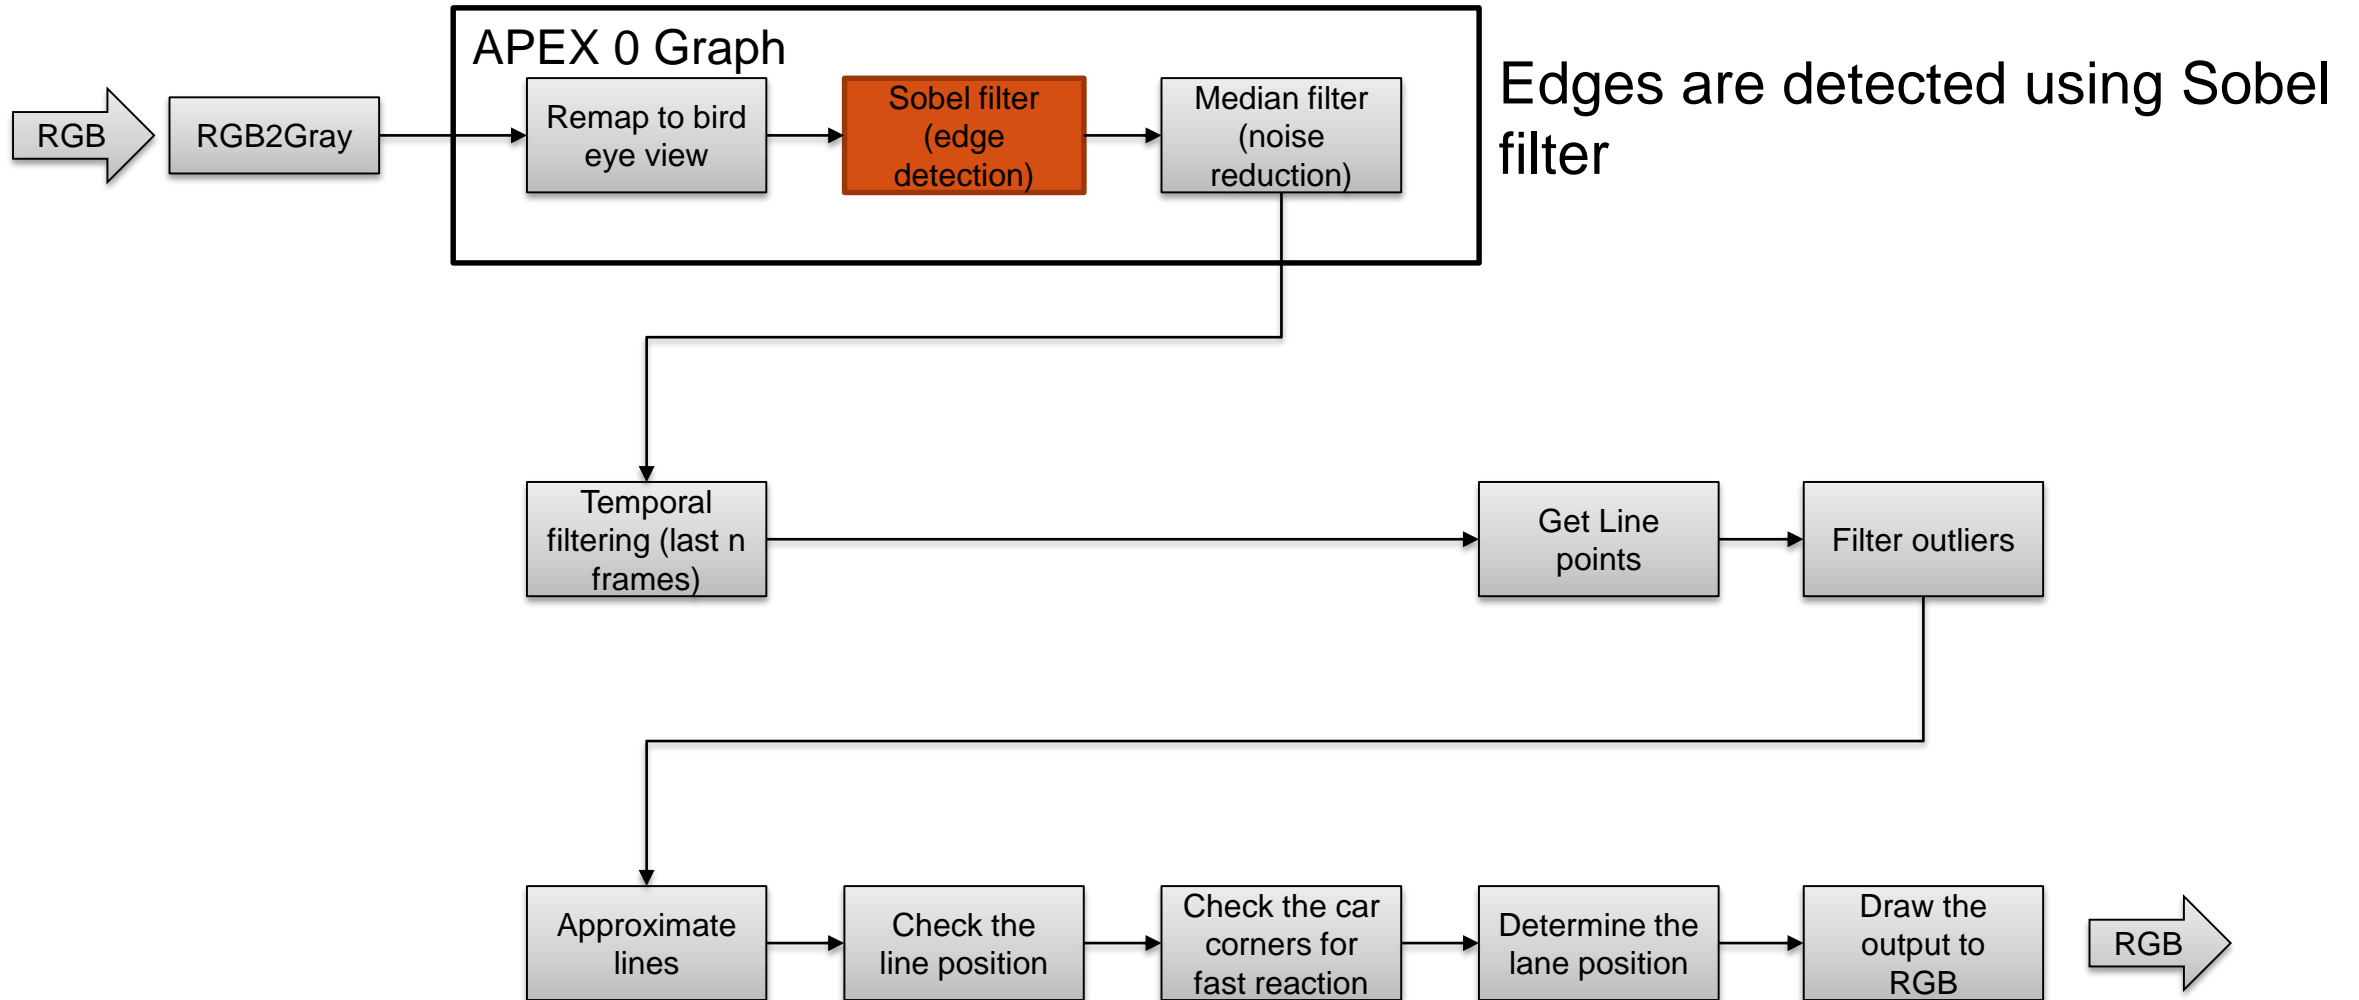 APEX 0 Graph
Edges are detected using Sobel
filter
RGB
RGB2Gray
Remap to bird
eye view
Sobel filter
(edge
detection)
Median filter
(noise
reduction)
Temporal
filtering (last n
frames)
Get Line
points
Filter outliers
Approximate
lines
Check the
line position
Check the car
corners for
fast reaction
Determine the
lane position
Draw the
output to
RGB
RGB